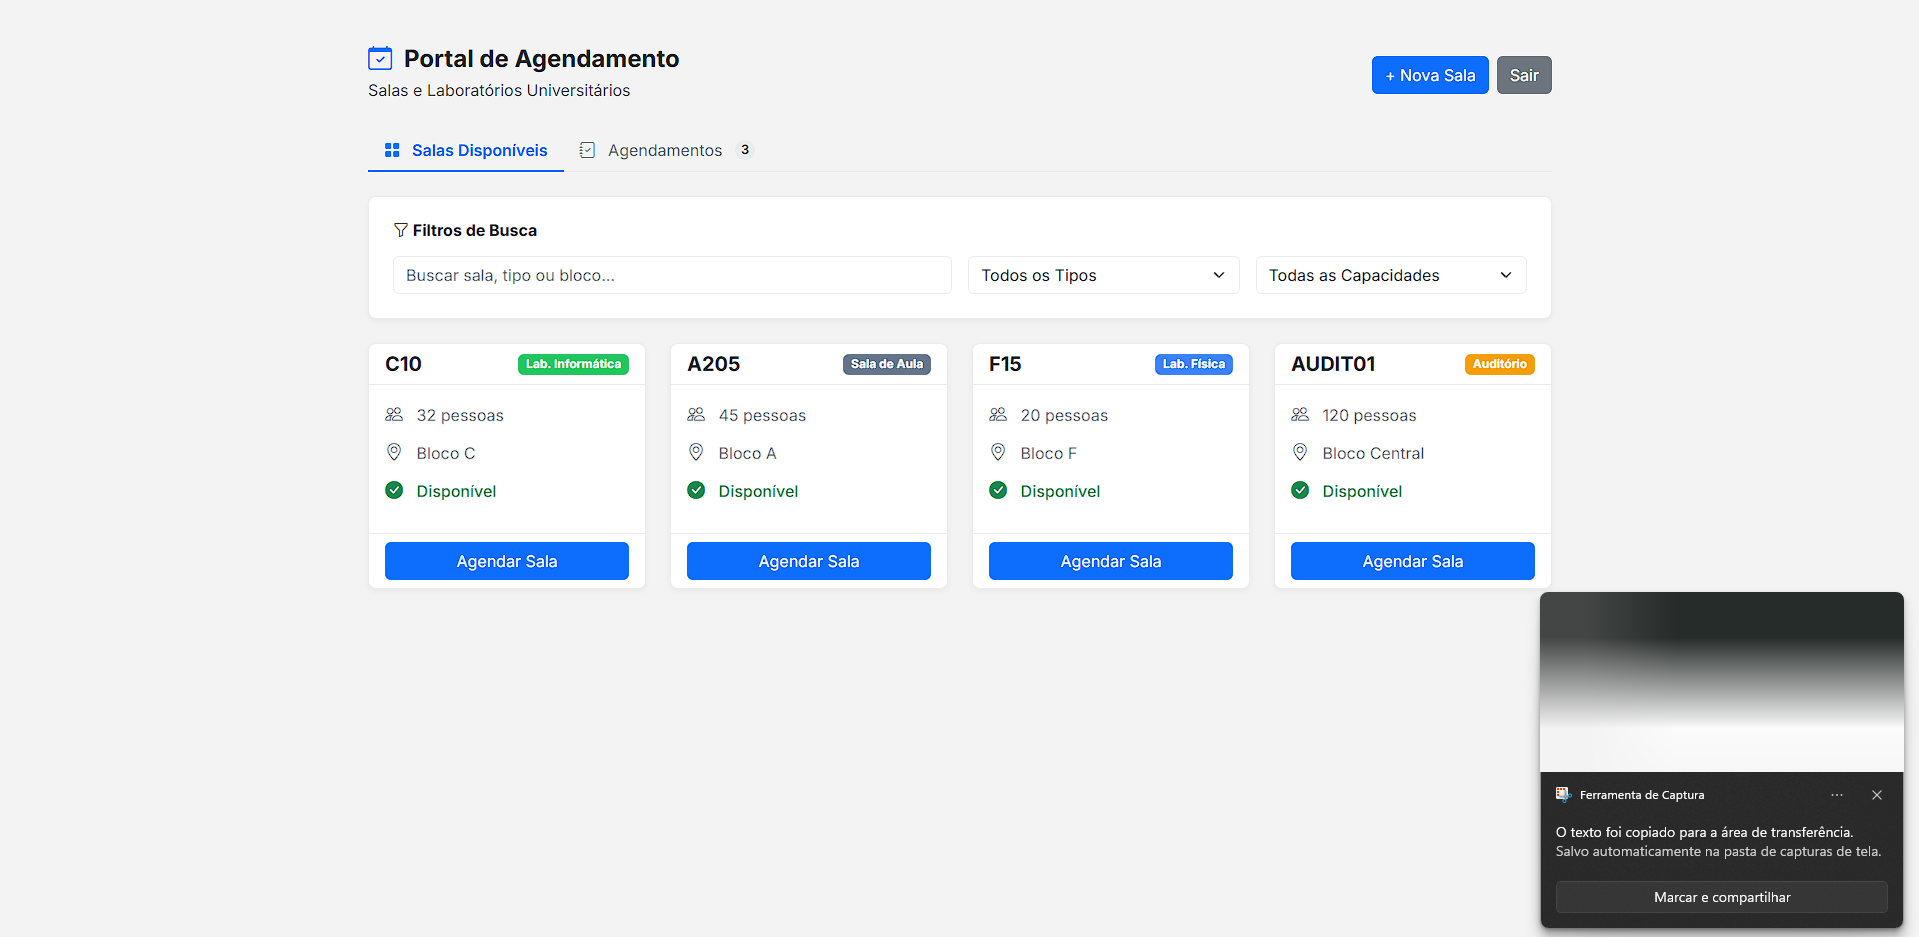 Portal de Agendamento
Salas e Laboratórios Universitários
+ Nova Sala
Sair
Salas Disponíveis
Agendamentos 3
Filtros de Busca
Buscar sala, tipo ou bloco...
Todos os Tipos
Todas as Capacidades
C10
Lab. Informática
32 pessoas
Bloco C
Disponível
Agendar Sala
A205
Sala de Aula
45 pessoas
Bloco A
Disponível
Agendar Sala
F15
Lab. Física
20 pessoas
Bloco F
Disponível
Agendar Sala
AUDIT01
Auditório
120 pessoas
Bloco Central
Disponível
Agendar Sala
Ferramenta de Captura
O texto foi copiado para a área de transferência.
Salvo automaticamente na pasta de capturas de tela.
Marcar e compartilhar